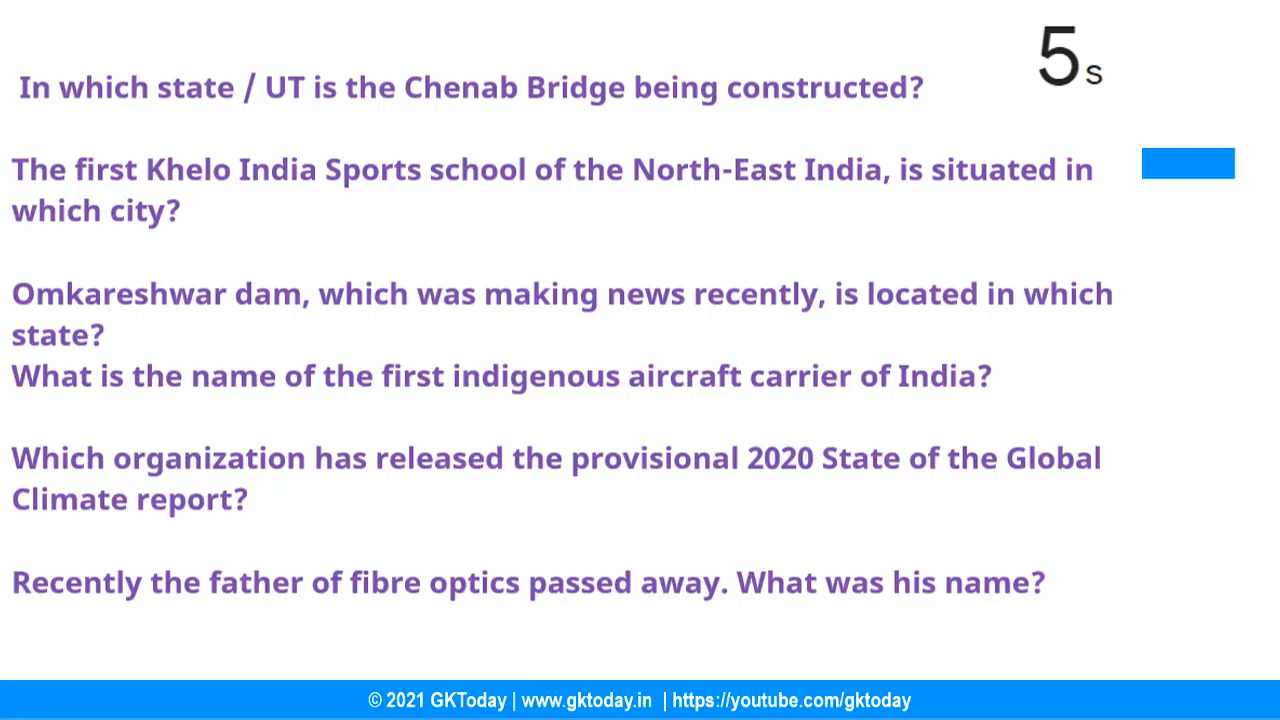 5s
In which state / UT is the Chenab Bridge being constructed?
The first Khelo India Sports school of the North-East India, is situated in
which city?
Omkareshwar dam, which was making news recently, is located in which
state?
What is the name of the first indigenous aircraft carrier of India?
Which organization has released the provisional 2020 State of the Global
Climate report?
Recently the father of fibre optics passed away. What was his name?
© 2021 GKToday | www.gktoday.in | https://youtube.com/gktoday